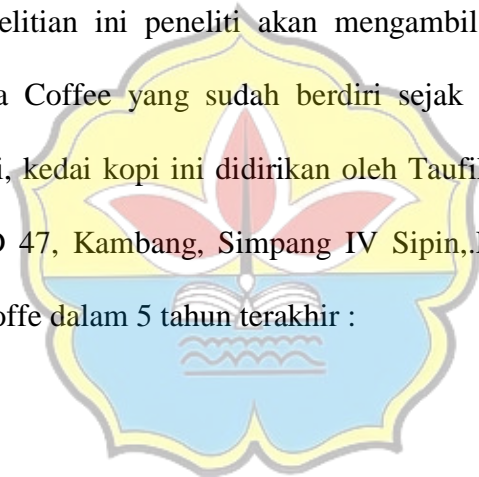 elitian ini peneliti akan mengambil
a Coffee yang sudah berdiri sejak
i, kedai kopi ini didirikan oleh Taufi
47, Kambang, Simpang IV Sipin,.
offe dalam 5 tahun terakhir :